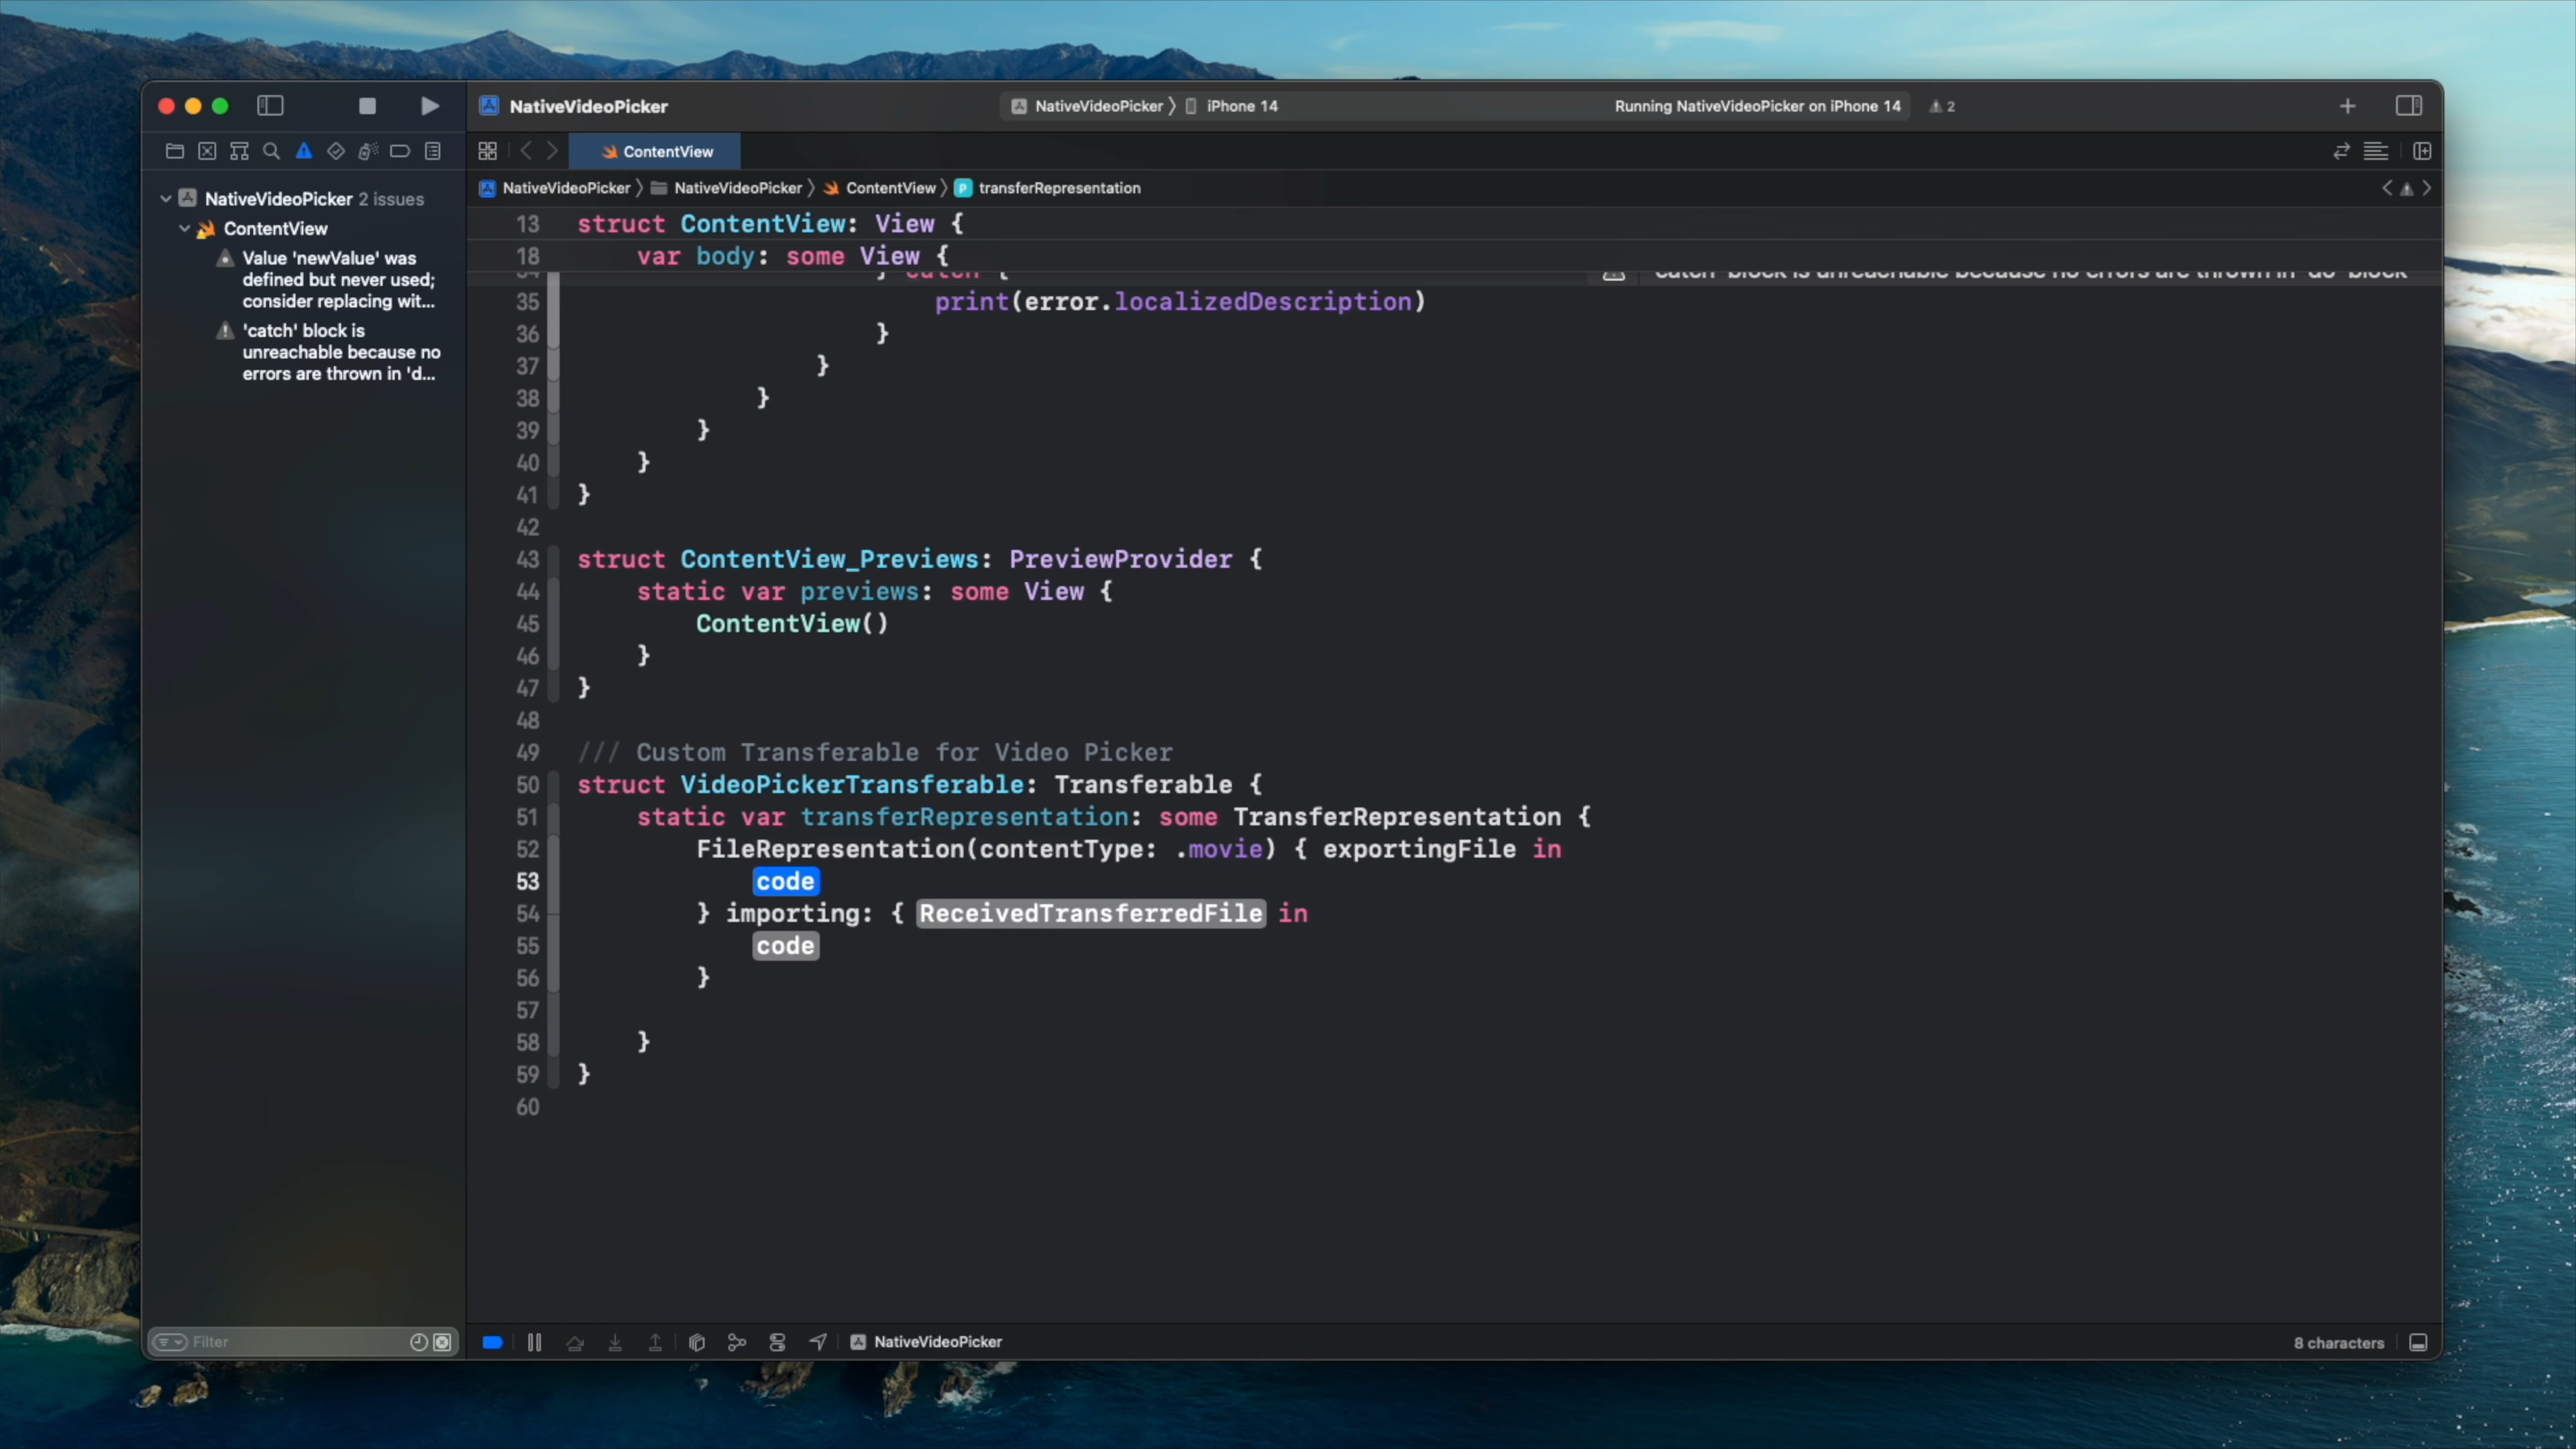 NativeVideoPicker
NativeVideoPicker 〉 iPhone 14
Running NativeVideoPicker on iPhone 14
2
ContentView
NativeVideoPicker 〉 NativeVideoPicker 〉 ContentView 〉 P transferRepresentation
NativeVideoPicker 2 issues
ContentView
Value 'newValue' was
defined but never used;
consider replacing wit...
'catch' block is
unreachable because no
errors are thrown in 'd...
13 struct ContentView: View {
18 var body: some View {
34 } catch {
'catch' block is unreachable because no errors are thrown in 'do' block
35 print(error.localizedDescription)
36 }
37 }
38 }
39 }
40 }
41 }
42
43 struct ContentView_Previews: PreviewProvider {
44 static var previews: some View {
45 ContentView()
46 }
47 }
48
49 /// Custom Transferable for Video Picker
50 struct VideoPickerTransferable: Transferable {
51 static var transferRepresentation: some TransferRepresentation {
52 FileRepresentation(contentType: .movie) { exportingFile in
53 code
54 } importing: { ReceivedTransferredFile in
55 code
56 }
57
58 }
59 }
60
Filter
NativeVideoPicker
8 characters